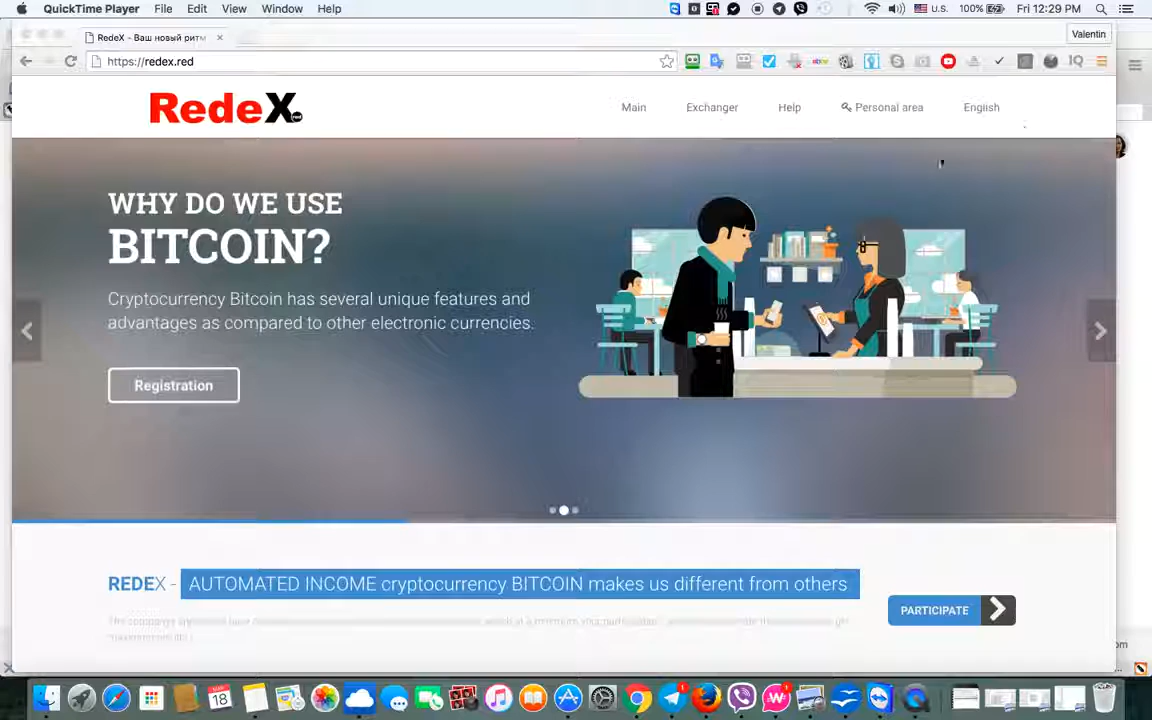 QuickTime Player File Edit View Window Help U.S. 100% Fri 12:29 PM
RedeX - Ваш новый ритм
Valentin
https://redex.red
IQ
RedeX
Main Exchanger Help Personal area English
WHY DO WE USE
BITCOIN?
Cryptocurrency Bitcoin has several unique features and
advantages as compared to other electronic currencies.
Registration
REDEX - AUTOMATED INCOME cryptocurrency BITCOIN makes us different from others
PARTICIPATE
18